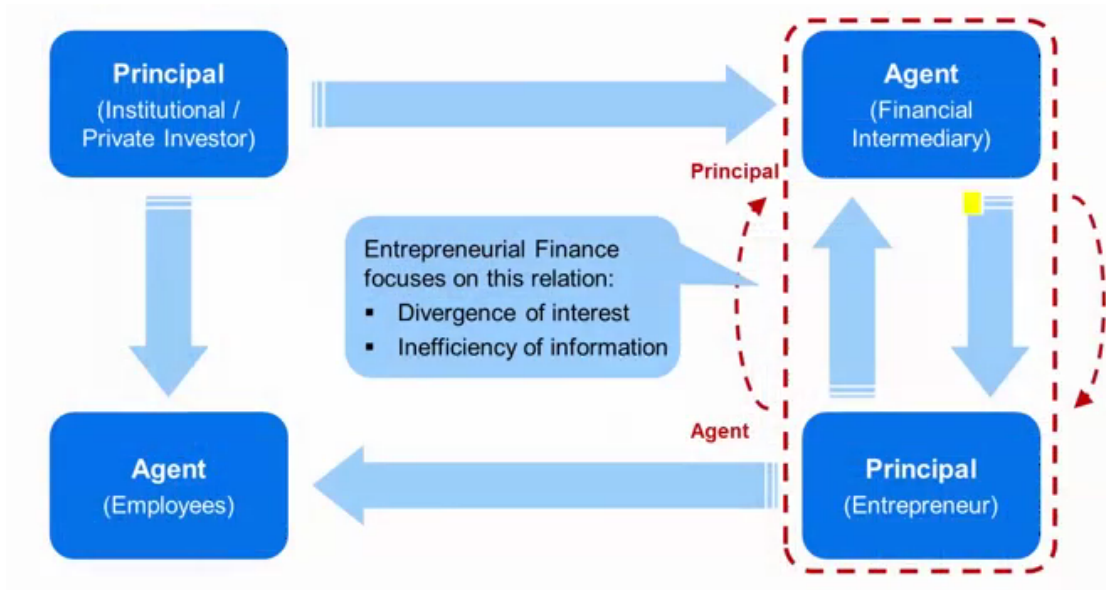 Principal
(Institutional /
Private Investor)
Agent
(Financial
Intermediary)
Principal
Entrepreneurial Finance
focuses on this relation:
▪ Divergence of interest
▪ Inefficiency of information
Agent
Agent
(Employees)
Principal
(Entrepreneur)